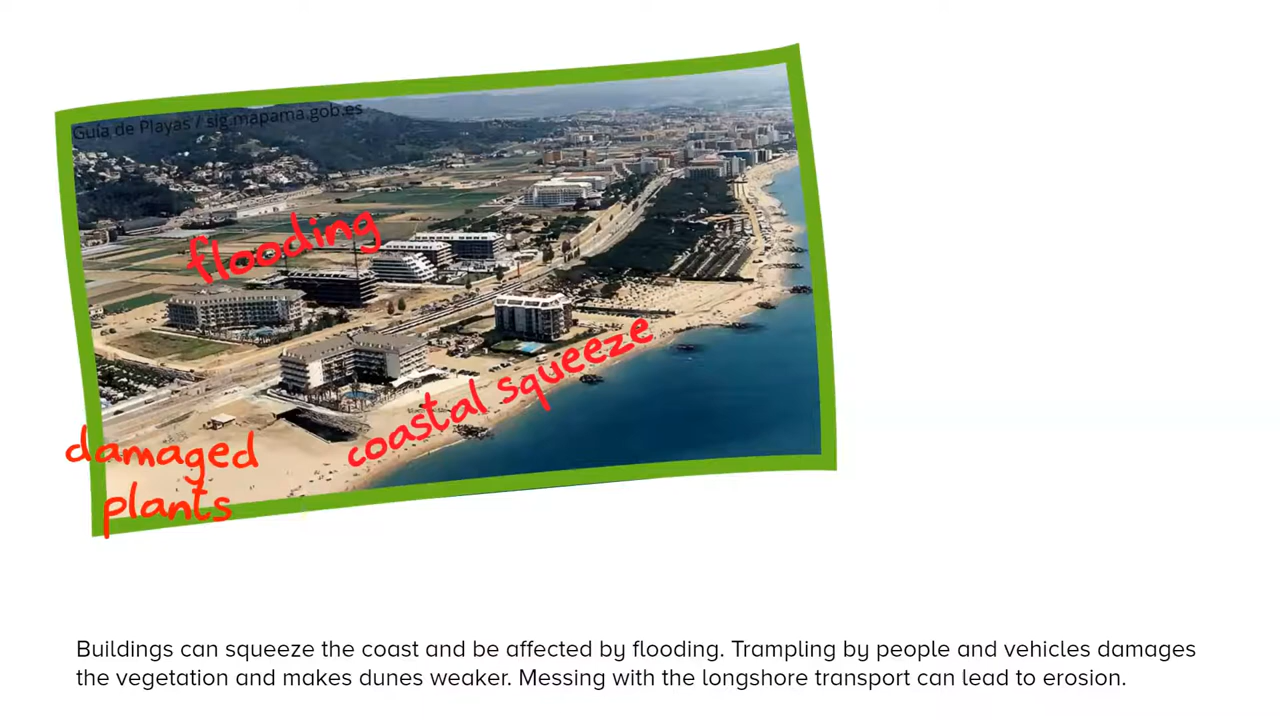 Guía de Playas / sig.mapama.gob.es
flooding
coastal squeeze
damaged
plants
Buildings can squeeze the coast and be affected by flooding. Trampling by people and vehicles damages
the vegetation and makes dunes weaker. Messing with the longshore transport can lead to erosion.